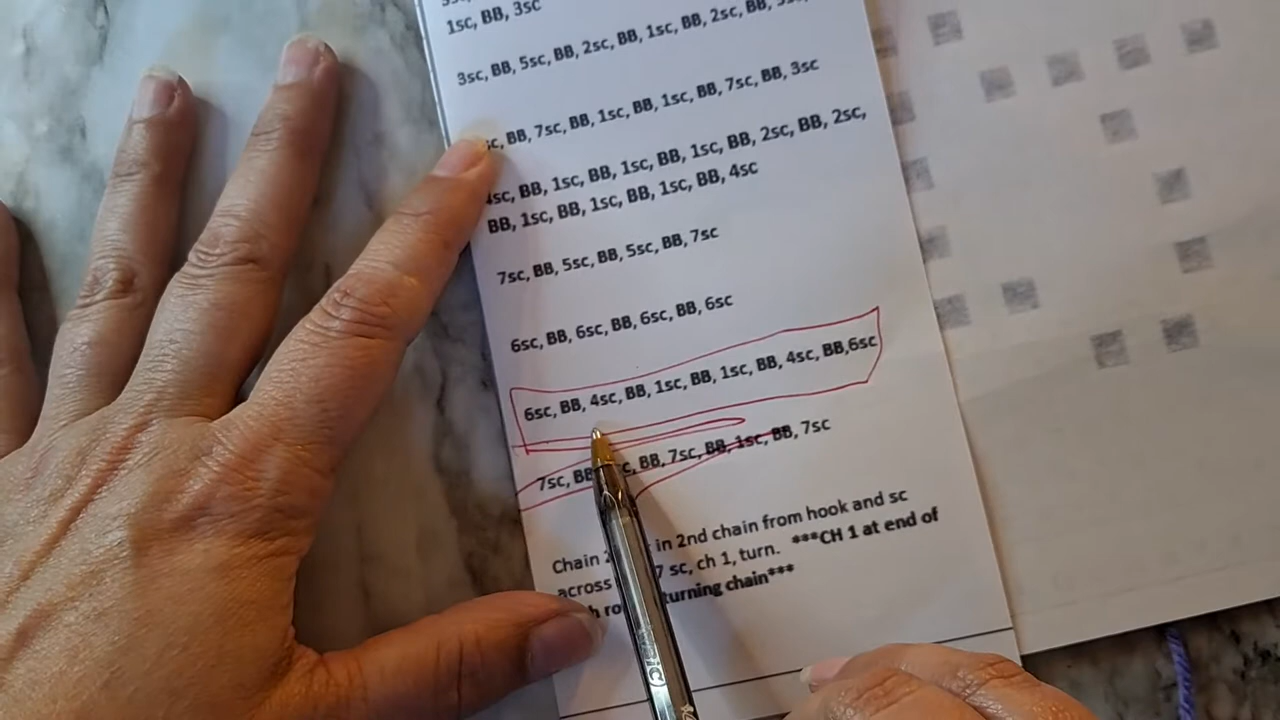 1sc, BB, 3sc
3sc, BB, 5sc, BB, 2sc, BB, 1sc, BB, 2sc, BB,
BB, 7sc, BB, 1sc, BB, 1sc, BB, 7sc, BB, 3sc
4sc, BB, 1sc, BB, 1sc, BB, 1sc, BB, 2sc, BB, 2sc,
BB, 1sc, BB, 1sc, BB, 1sc, BB, 4sc
7sc, BB, 5sc, BB, 5sc, BB, 7sc
6sc, BB, 6sc, BB, 6sc, BB, 6sc
6sc, BB, 4sc, BB, 1sc, BB, 1sc, BB, 4sc, BB,6sc
7sc, BB, BB, 7sc, BB, 1sc, BB, 7sc
Chain in 2nd chain from hook and sc
across sc, ch 1, turn. ***CH 1 at end of
turning chain***